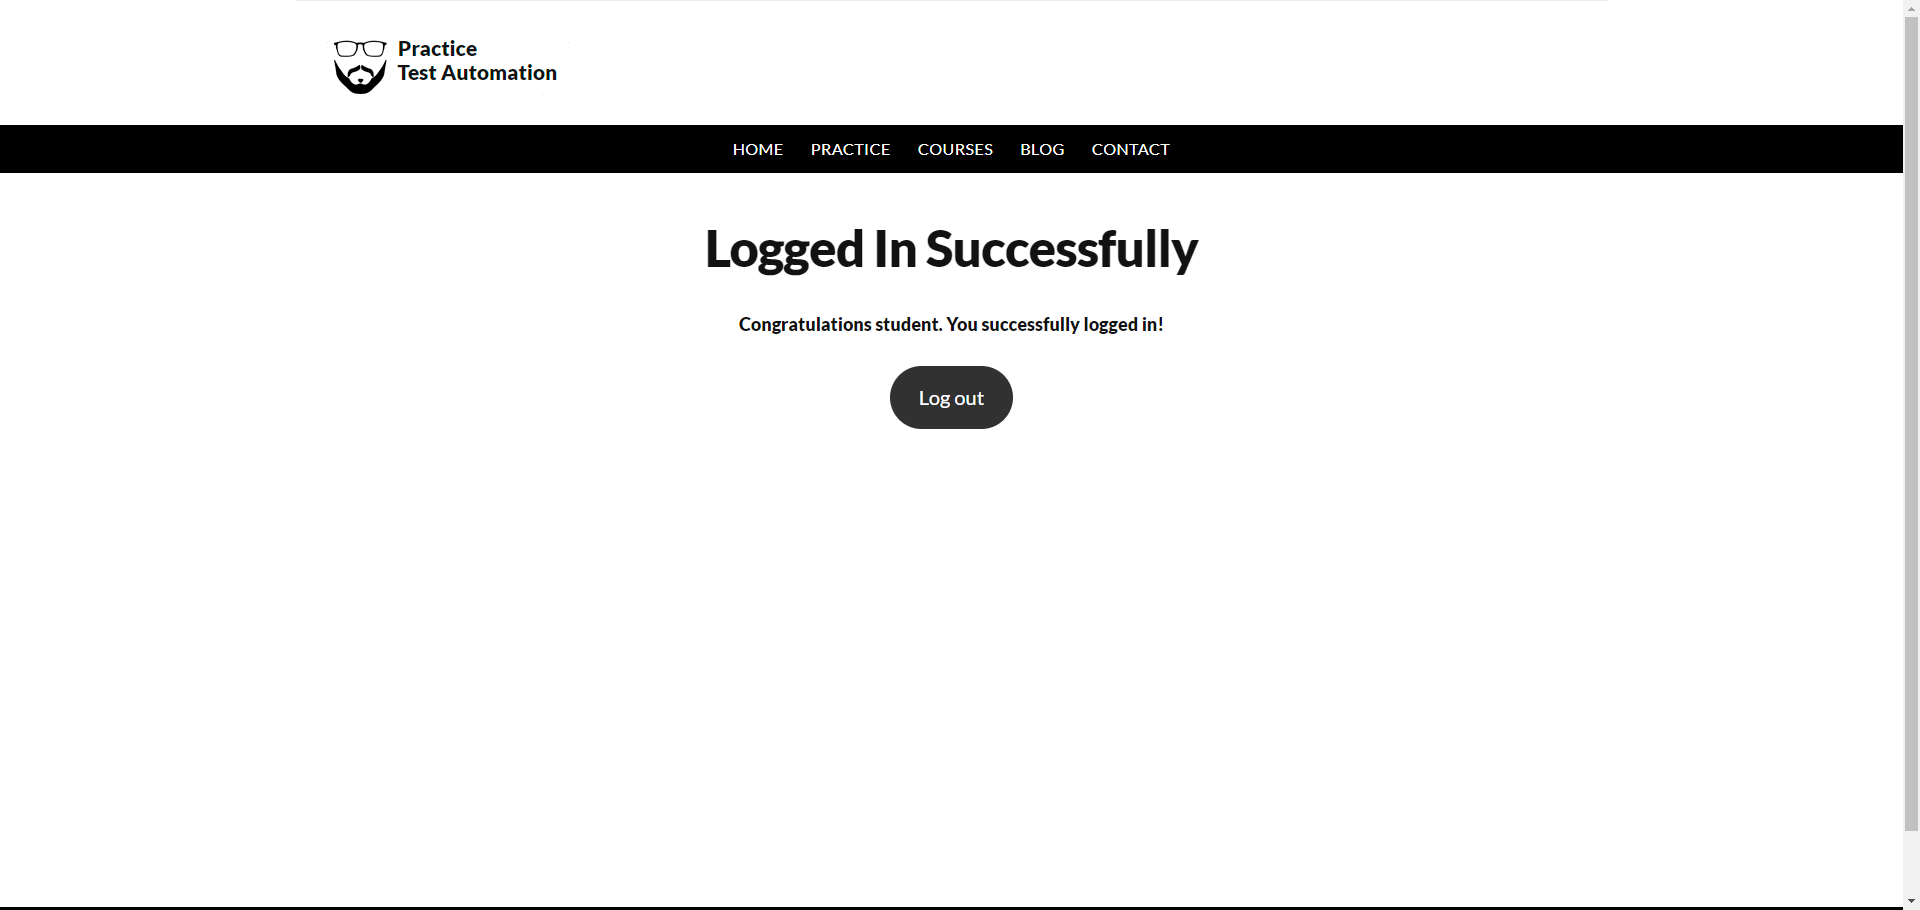 Practice
Test Automation
HOME PRACTICE COURSES BLOG CONTACT
Logged In Successfully
Congratulations student. You successfully logged in!
Log out